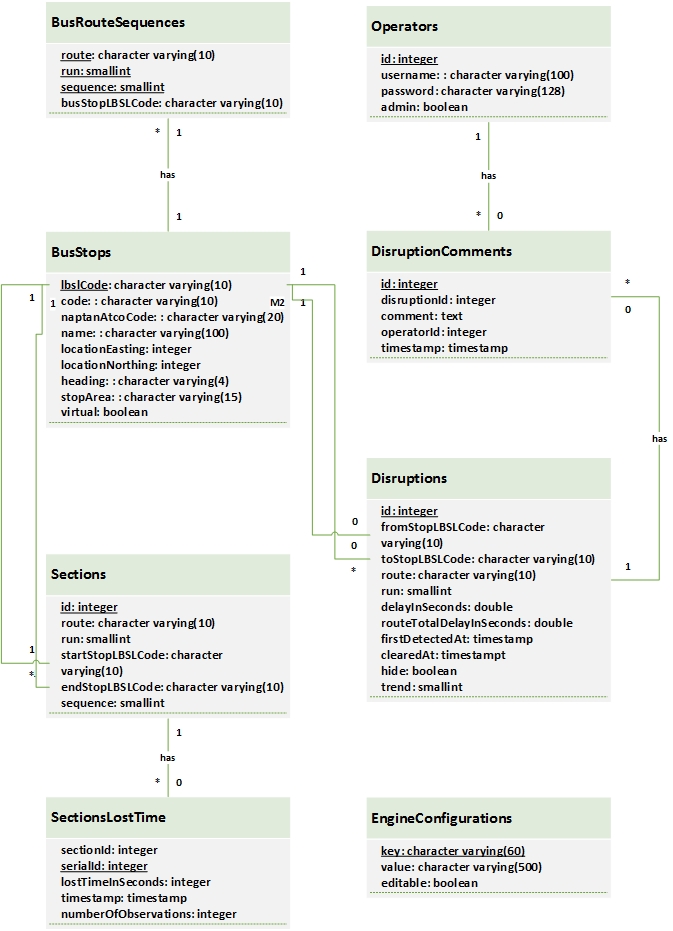 BusRouteSequences
route: character varying(10)
run: smallint
sequence: smallint
busStopLBSLCode: character varying(10)
* 1
has
1
Operators
id: integer
username: : character varying(100)
password: character varying(128)
admin: boolean
1
has
* 0
BusStops
lbslCode: character varying(10)
code: : character varying(10)
naptanAtcoCode: : character varying(20)
name: : character varying(100)
locationEasting: integer
locationNorthing: integer
heading: : character varying(4)
stopArea: : character varying(15)
virtual: boolean
1
1
M2
1
1
DisruptionComments
id: integer
disruptionId: integer
comment: text
operatorId: integer
timestamp: timestamp
*
0
has
1
Disruptions
id: integer
fromStopLBSLCode: character
varying(10)
toStopLBSLCode: character varying(10)
route: character varying(10)
run: smallint
delayInSeconds: double
routeTotalDelayInSeconds: double
firstDetectedAt: timestamp
clearedAt: timestampt
hide: boolean
trend: smallint
0
0
*
Sections
id: integer
route: character varying(10)
run: smallint
startStopLBSLCode: character
varying(10)
endStopLBSLCode: character varying(10)
sequence: smallint
1
*
1
has
* 0
SectionsLostTime
sectionId: integer
serialId: integer
lostTimeInSeconds: integer
timestamp: timestamp
numberOfObservations: integer
EngineConfigurations
key: character varying(60)
value: character varying(500)
editable: boolean